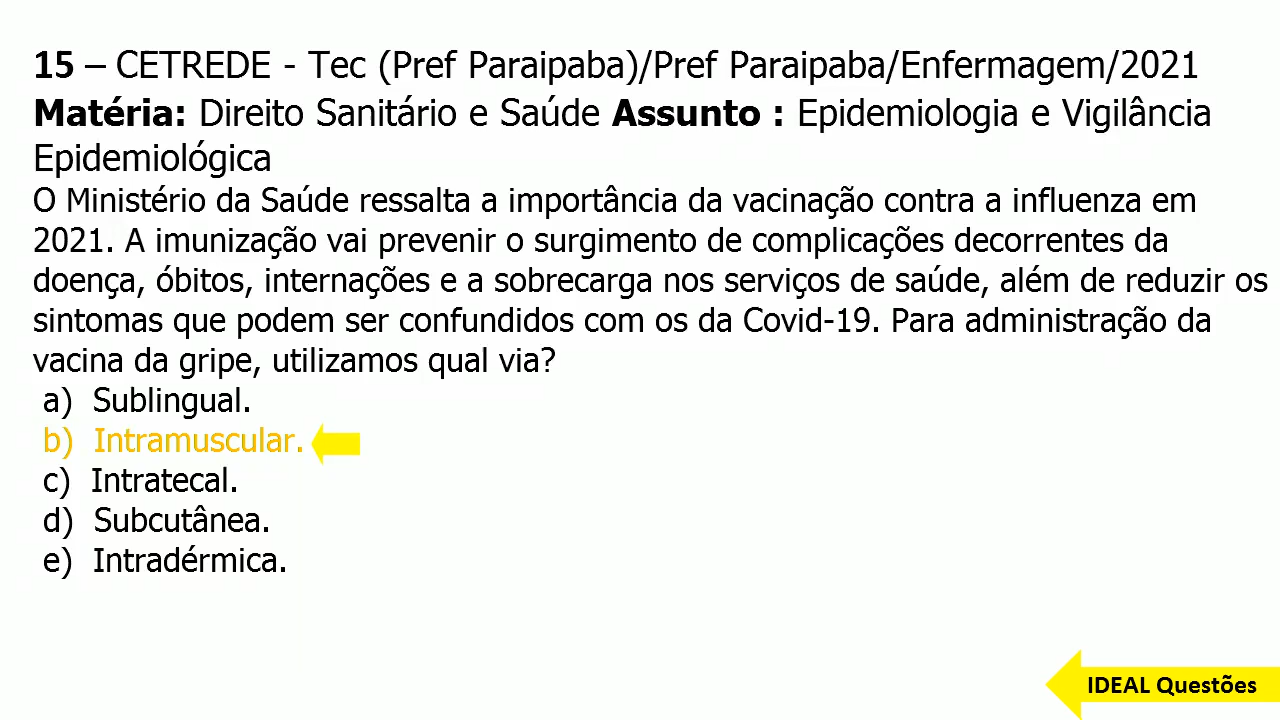 15 – CETREDE - Tec (Pref Paraipaba)/Pref Paraipaba/Enfermagem/2021
Matéria: Direito Sanitário e Saúde Assunto : Epidemiologia e Vigilância
Epidemiológica
O Ministério da Saúde ressalta a importância da vacinação contra a influenza em
2021. A imunização vai prevenir o surgimento de complicações decorrentes da
doença, óbitos, internações e a sobrecarga nos serviços de saúde, além de reduzir os
sintomas que podem ser confundidos com os da Covid-19. Para administração da
vacina da gripe, utilizamos qual via?
a) Sublingual.
b) Intramuscular.
c) Intratecal.
d) Subcutânea.
e) Intradérmica.
IDEAL Questões